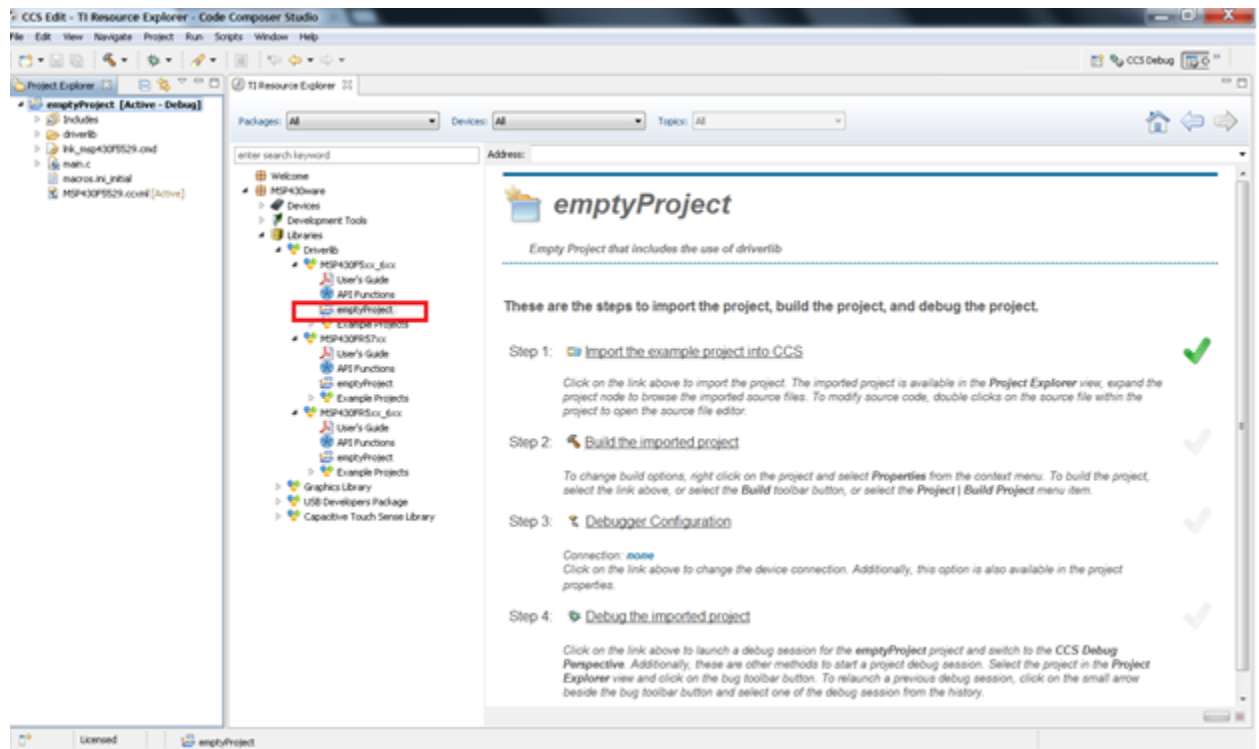 CCS Edit - TI Resource Explorer - Code Composer Studio
File Edit View Navigate Project Run Scripts Window Help
CCS Debug
Project Explorer
TI Resource Explorer
emptyProject [Active - Debug]
Includes
driverlib
lnk_msp430f5529.cmd
main.c
macros.ini_initial
MSP430F5529.ccxml [Active]
Packages: All Devices: All Topics: All
enter search keyword
Address:
Welcome
MSP430ware
Devices
Development Tools
Libraries
Driverlib
MSP430F5xx_6xx
User's Guide
API Functions
emptyProject
Example Projects
MSP430FR57xx
User's Guide
API Functions
emptyProject
Example Projects
MSP430FR5xx_6xx
User's Guide
API Functions
emptyProject
Example Projects
Graphics Library
USB Developers Package
Capacitive Touch Sense Library
emptyProject
Empty Project that includes the use of driverlib
These are the steps to import the project, build the project, and debug the project.
Step 1: Import the example project into CCS
Click on the link above to import the project. The imported project is available in the Project Explorer view, expand the
project node to browse the imported source files. To modify source code, double clicks on the source file within the
project to open the source file editor.
Step 2: Build the imported project
To change build options, right click on the project and select Properties from the context menu. To build the project,
select the link above, or select the Build toolbar button, or select the Project | Build Project menu item.
Step 3: Debugger Configuration
Connection: none
Click on the link above to change the device connection. Additionally, this option is also available in the project
properties.
Step 4: Debug the imported project
Click on the link above to launch a debug session for the emptyProject project and switch to the CCS Debug
Perspective. Additionally, these are other methods to start a project debug session. Select the project in the Project
Explorer view and click on the bug toolbar button. To relaunch a previous debug session, click on the small arrow
beside the bug toolbar button and select one of the debug session from the history.
Licensed
emptyProject